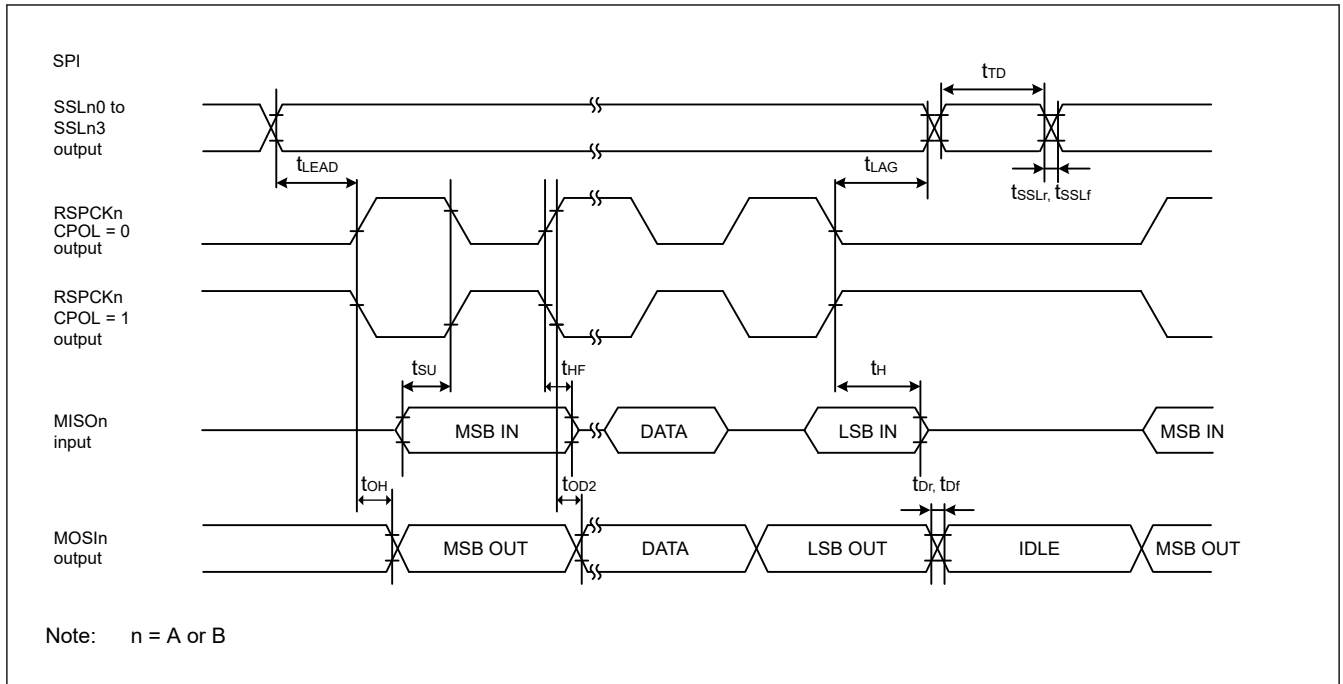 SPI
tTD
SSLn0 to
SSLn3
output
tLEAD
tLAG
tSSLr, tSSLf
RSPCKn
CPOL = 0
output
RSPCKn
CPOL = 1
output
tSU
tHF
tH
MISOn
input
MSB IN
DATA
LSB IN
MSB IN
tOH
tOD2
tDr, tDf
MOSIn
output
MSB OUT
DATA
LSB OUT
IDLE
MSB OUT
Note: n = A or B